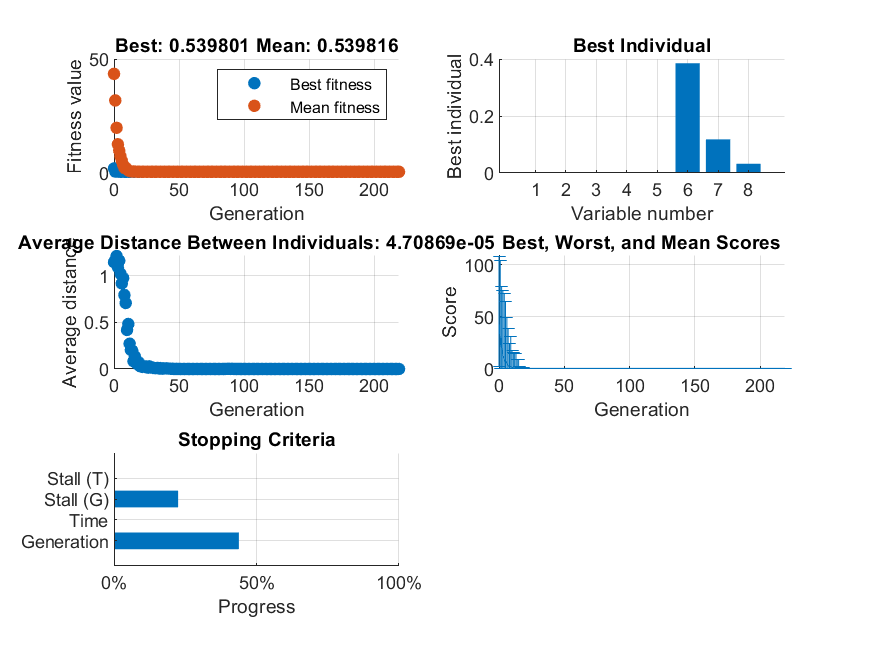 Best: 0.539801 Mean: 0.539816
Fitness value
50
0
Best fitness
Mean fitness
0 50 100 150 200
Generation
Best Individual
Best individual
0.4
0.2
0
1 2 3 4 5 6 7 8
Variable number
Average Distance Between Individuals: 4.70869e-05
Average distance
1
0.5
0
0 50 100 150 200
Generation
Best, Worst, and Mean Scores
Score
100
50
0
0 50 100 150 200
Generation
Stopping Criteria
Stall (T)
Stall (G)
Time
Generation
0% 50% 100%
Progress